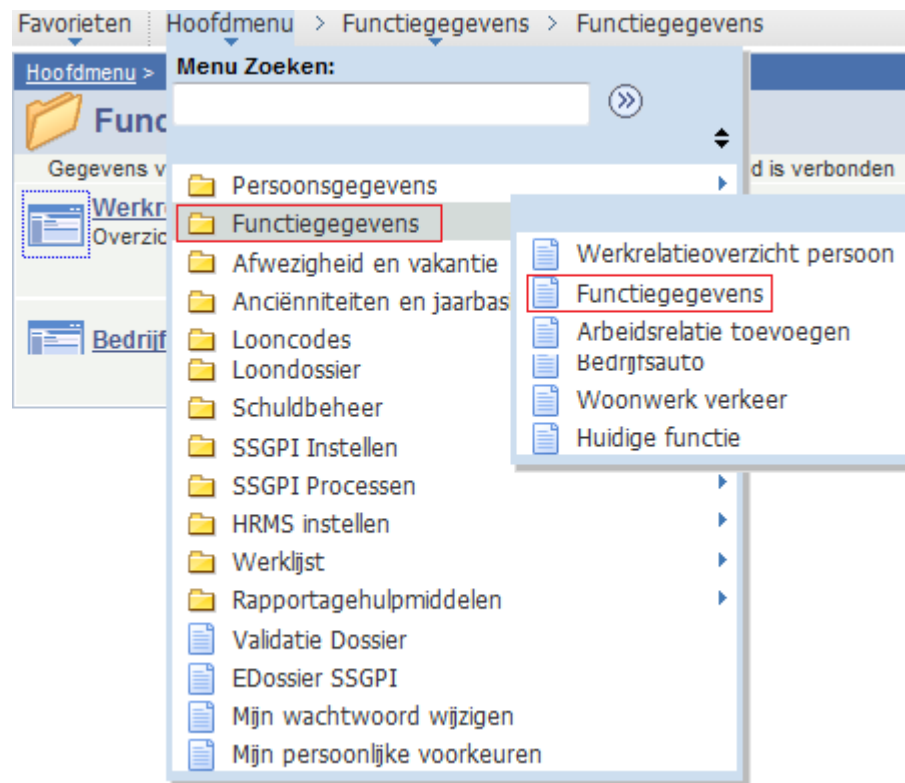 Favorieten Hoofdmenu > Functiegegevens > Functiegegevens
Hoofdmenu >
Menu Zoeken:
Func
Gegevens v
d is verbonden
Werkr
Overzic
Bedrijf
Persoonsgegevens
Functiegegevens
Afwezigheid en vakantie
Anciënniteiten en jaarbasi
Looncodes
Loondossier
Schuldbeheer
SSGPI Instellen
SSGPI Processen
HRMS instellen
Werklijst
Rapportagehulpmiddelen
Validatie Dossier
EDossier SSGPI
Mijn wachtwoord wijzigen
Mijn persoonlijke voorkeuren
Werkrelatieoverzicht persoon
Functiegegevens
Arbeidsrelatie toevoegen
Bedrijfsauto
Woonwerk verkeer
Huidige functie